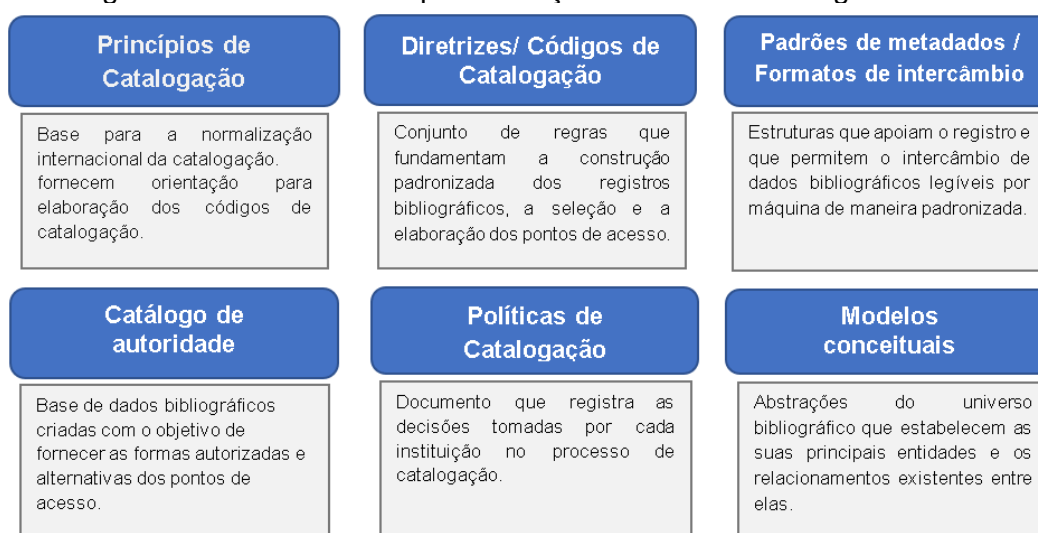 Princípios de
Catalogação
Diretrizes/ Códigos de
Catalogação
Padrões de metadados /
Formatos de intercâmbio
Base para a normalização
internacional da catalogação.
fornecem orientação para
elaboração dos códigos de
catalogação.
Conjunto de regras que
fundamentam a construção
padronizada dos registros
bibliográficos, a seleção e a
elaboração dos pontos de acesso.
Estruturas que apoiam o registro e
que permitem o intercâmbio de
dados bibliográficos legíveis por
máquina de maneira padronizada.
Catálogo de
autoridade
Políticas de
Catalogação
Modelos
conceituais
Base de dados bibliográficos
criadas com o objetivo de
fornecer as formas autorizadas e
alternativas dos pontos de
acesso.
Documento que registra as
decisões tomadas por cada
instituição no processo de
catalogação.
Abstrações do universo
bibliográfico que estabelecem as
suas principais entidades e os
relacionamentos existentes entre
elas.